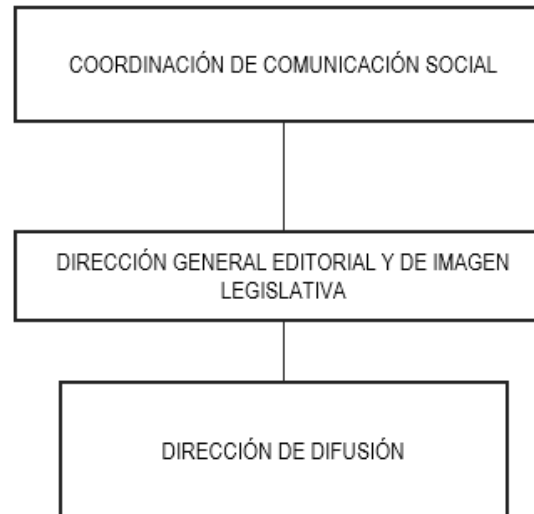 COORDINACIÓN DE COMUNICACIÓN SOCIAL
DIRECCIÓN GENERAL EDITORIAL Y DE IMAGEN
LEGISLATIVA
DIRECCIÓN DE DIFUSIÓN